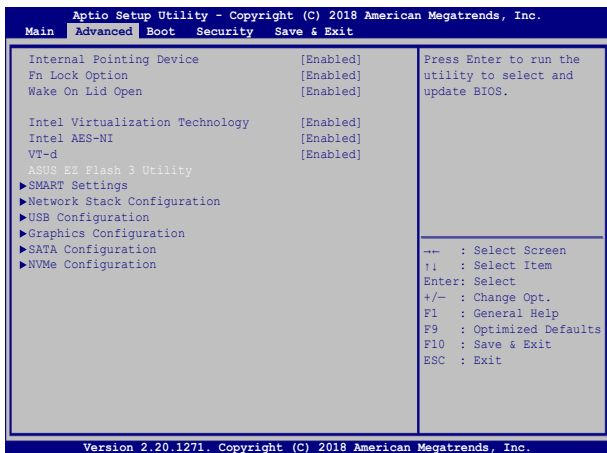 Aptio Setup Utility - Copyright (C) 2018 American Megatrends, Inc.
Main Advanced Boot Security Save & Exit
Internal Pointing Device [Enabled]
Fn Lock Option [Enabled]
Wake On Lid Open [Enabled]
Intel Virtualization Technology [Enabled]
Intel AES-NI [Enabled]
VT-d [Enabled]
ASUS EZ Flash 3 Utility
▶SMART Settings
▶Network Stack Configuration
▶USB Configuration
▶Graphics Configuration
▶SATA Configuration
▶NVMe Configuration
Press Enter to run the
utility to select and
update BIOS.
→← : Select Screen
↑↓ : Select Item
Enter: Select
+/— : Change Opt.
F1 : General Help
F9 : Optimized Defaults
F10 : Save & Exit
ESC : Exit
Version 2.20.1271. Copyright (C) 2018 American Megatrends, Inc.